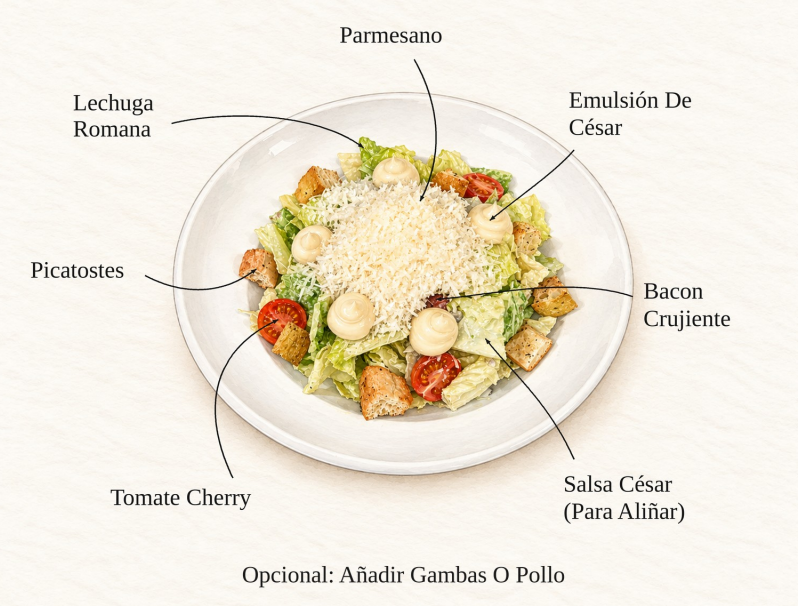 Parmesano
Lechuga
Romana
Emulsión De
César
Picatostes
Bacon
Crujiente
Tomate Cherry
Salsa César
(Para Aliñar)
Opcional: Añadir Gambas O Pollo